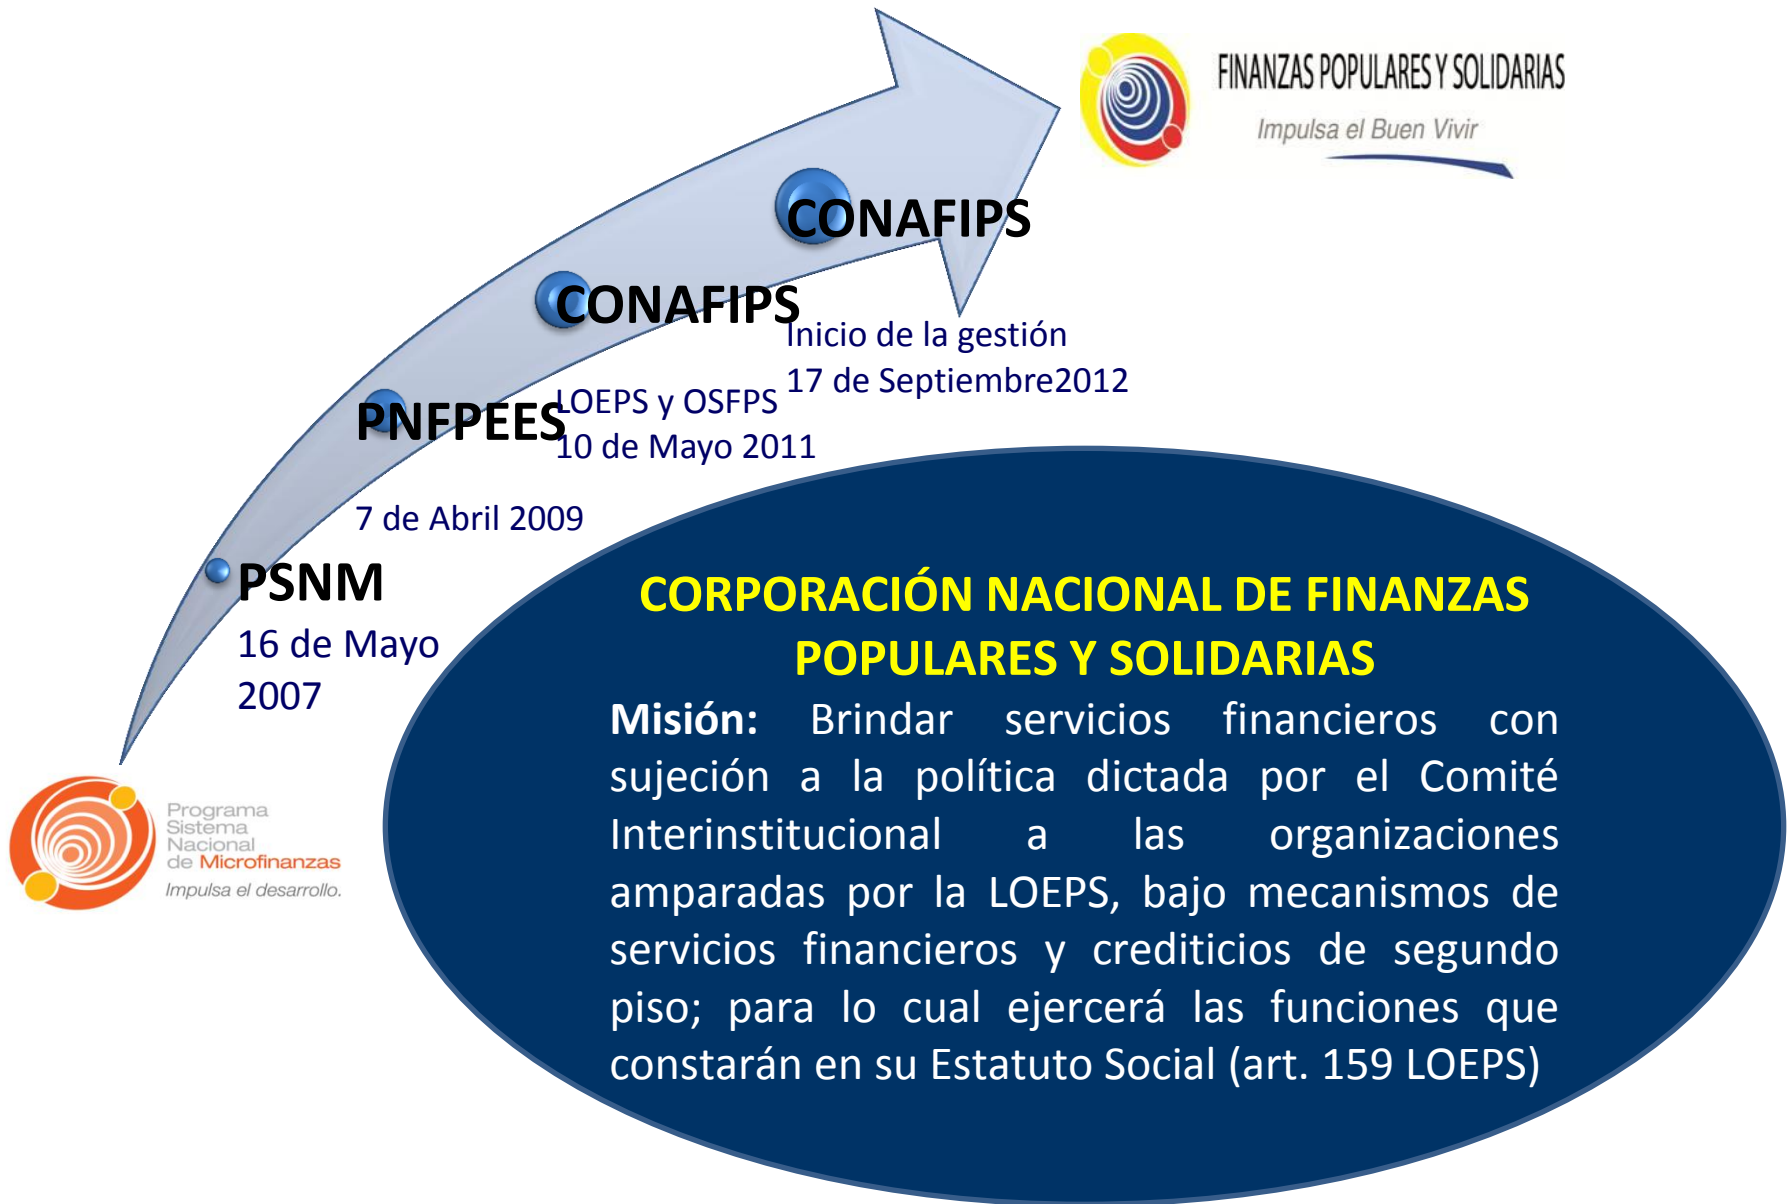 FINANZAS POPULARES Y SOLIDARIAS
Impulsa el Buen Vivir
CONAFIPS
Inicio de la gestión
17 de Septiembre2012
CONAFIPS
LOEPS y OSFPS
10 de Mayo 2011
PNFPEES
7 de Abril 2009
PSNM
16 de Mayo
2007
Programa
Sistema
Nacional
de Microfinanzas
Impulsa el desarrollo.
CORPORACIÓN NACIONAL DE FINANZAS
POPULARES Y SOLIDARIAS
Misión: Brindar servicios financieros con
sujeción a la política dictada por el Comité
Interinstitucional a las organizaciones
amparadas por la LOEPS, bajo mecanismos de
servicios financieros y crediticios de segundo
piso; para lo cual ejercerá las funciones que
constarán en su Estatuto Social (art. 159 LOEPS)